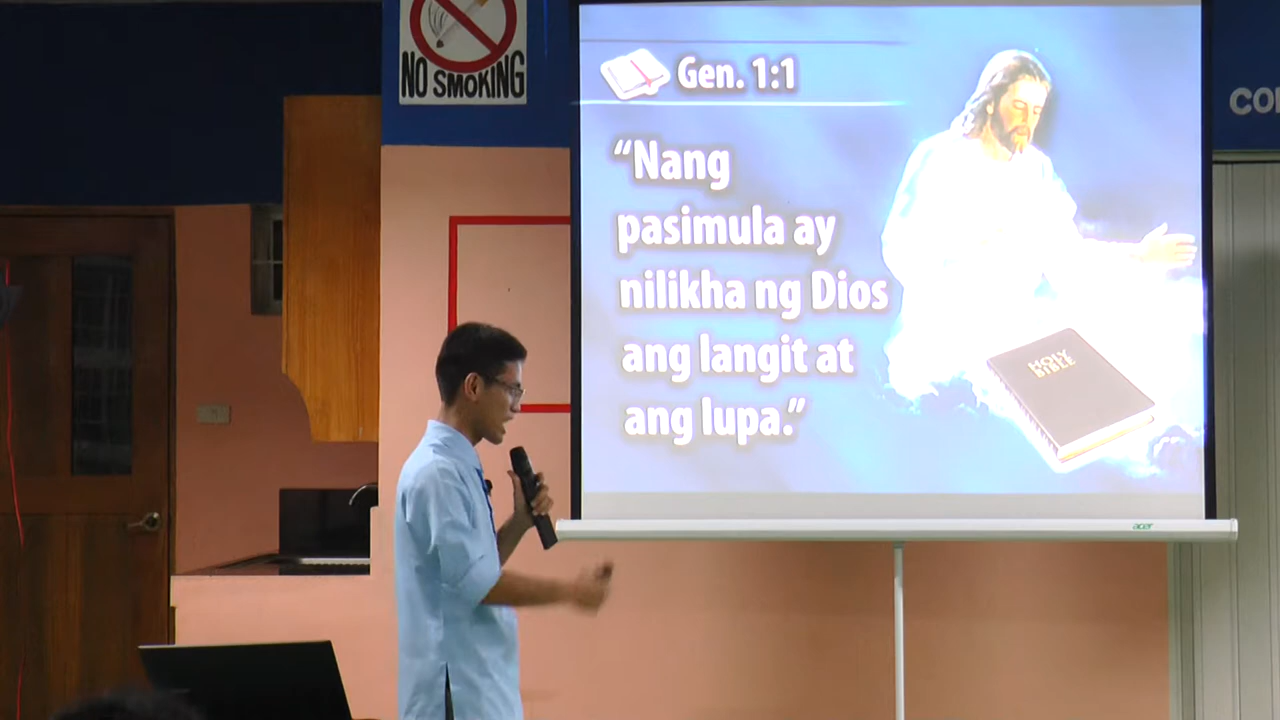 NO SMOKING
Gen. 1:1
“Nang
pasimula ay
nilikha ng Dios
ang langit at
ang lupa.”
HOLY
BIBLE
acer